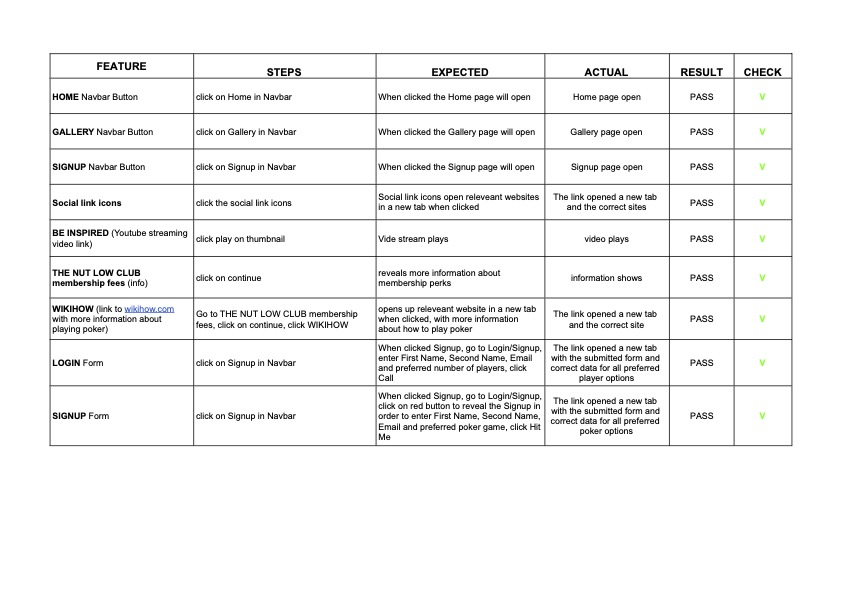 FEATURE STEPS EXPECTED ACTUAL RESULT CHECK
HOME Navbar Button click on Home in Navbar When clicked the Home page will open Home page open PASS V
GALLERY Navbar Button click on Gallery in Navbar When clicked the Gallery page will open Gallery page open PASS V
SIGNUP Navbar Button click on Signup in Navbar When clicked the Signup page will open Signup page open PASS V
Social link icons click the social link icons
Social link icons open releveant websites
in a new tab when clicked
The link opened a new tab
and the correct sites
PASS V
BE INSPIRED (Youtube streaming
video link)
click play on thumbnail Vide stream plays video plays PASS V
THE NUT LOW CLUB
membership fees (info)
click on continue
reveals more information about
membership perks
information shows PASS V
WIKIHOW (link to wikihow.com
with more information about
playing poker)
Go to THE NUT LOW CLUB membership
fees, click on continue, click WIKIHOW
opens up releveant website in a new tab
when clicked, with more information
about how to play poker
The link opened a new tab
and the correct site
PASS V
LOGIN Form click on Signup in Navbar
When clicked Signup, go to Login/Signup,
enter First Name, Second Name, Email
and preferred number of players, click
Call
The link opened a new tab
with the submitted form and
correct data for all preferred
player options
PASS V
SIGNUP Form click on Signup in Navbar
When clicked Signup, go to Login/Signup,
click on red button to reveal the Signup in
order to enter First Name, Second Name,
Email and preferred poker game, click Hit
Me
The link opened a new tab
with the submitted form and
correct data for all preferred
poker options
PASS V